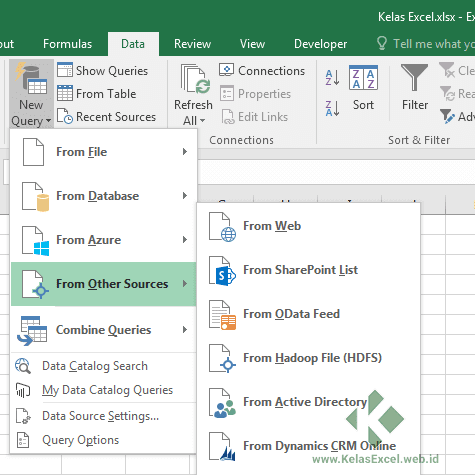 Kelas Excel.xlsx - E
out
Formulas
Data
Review
View
Developer
Tell me what y
New
Query
Show Queries
From Table
Recent Sources
Refresh
All
Connections
Properties
Edit Links
Connections
Sort
Filter
Cle
Rea
Adv
Sort & Filter
From File
From Database
From Azure
From Other Sources
Combine Queries
Data Catalog Search
My Data Catalog Queries
Data Source Settings...
Query Options
From Web
From SharePoint List
From OData Feed
From Hadoop File (HDFS)
From Active Directory
From Dynamics CRM Online
www.KelasExcel.web.id